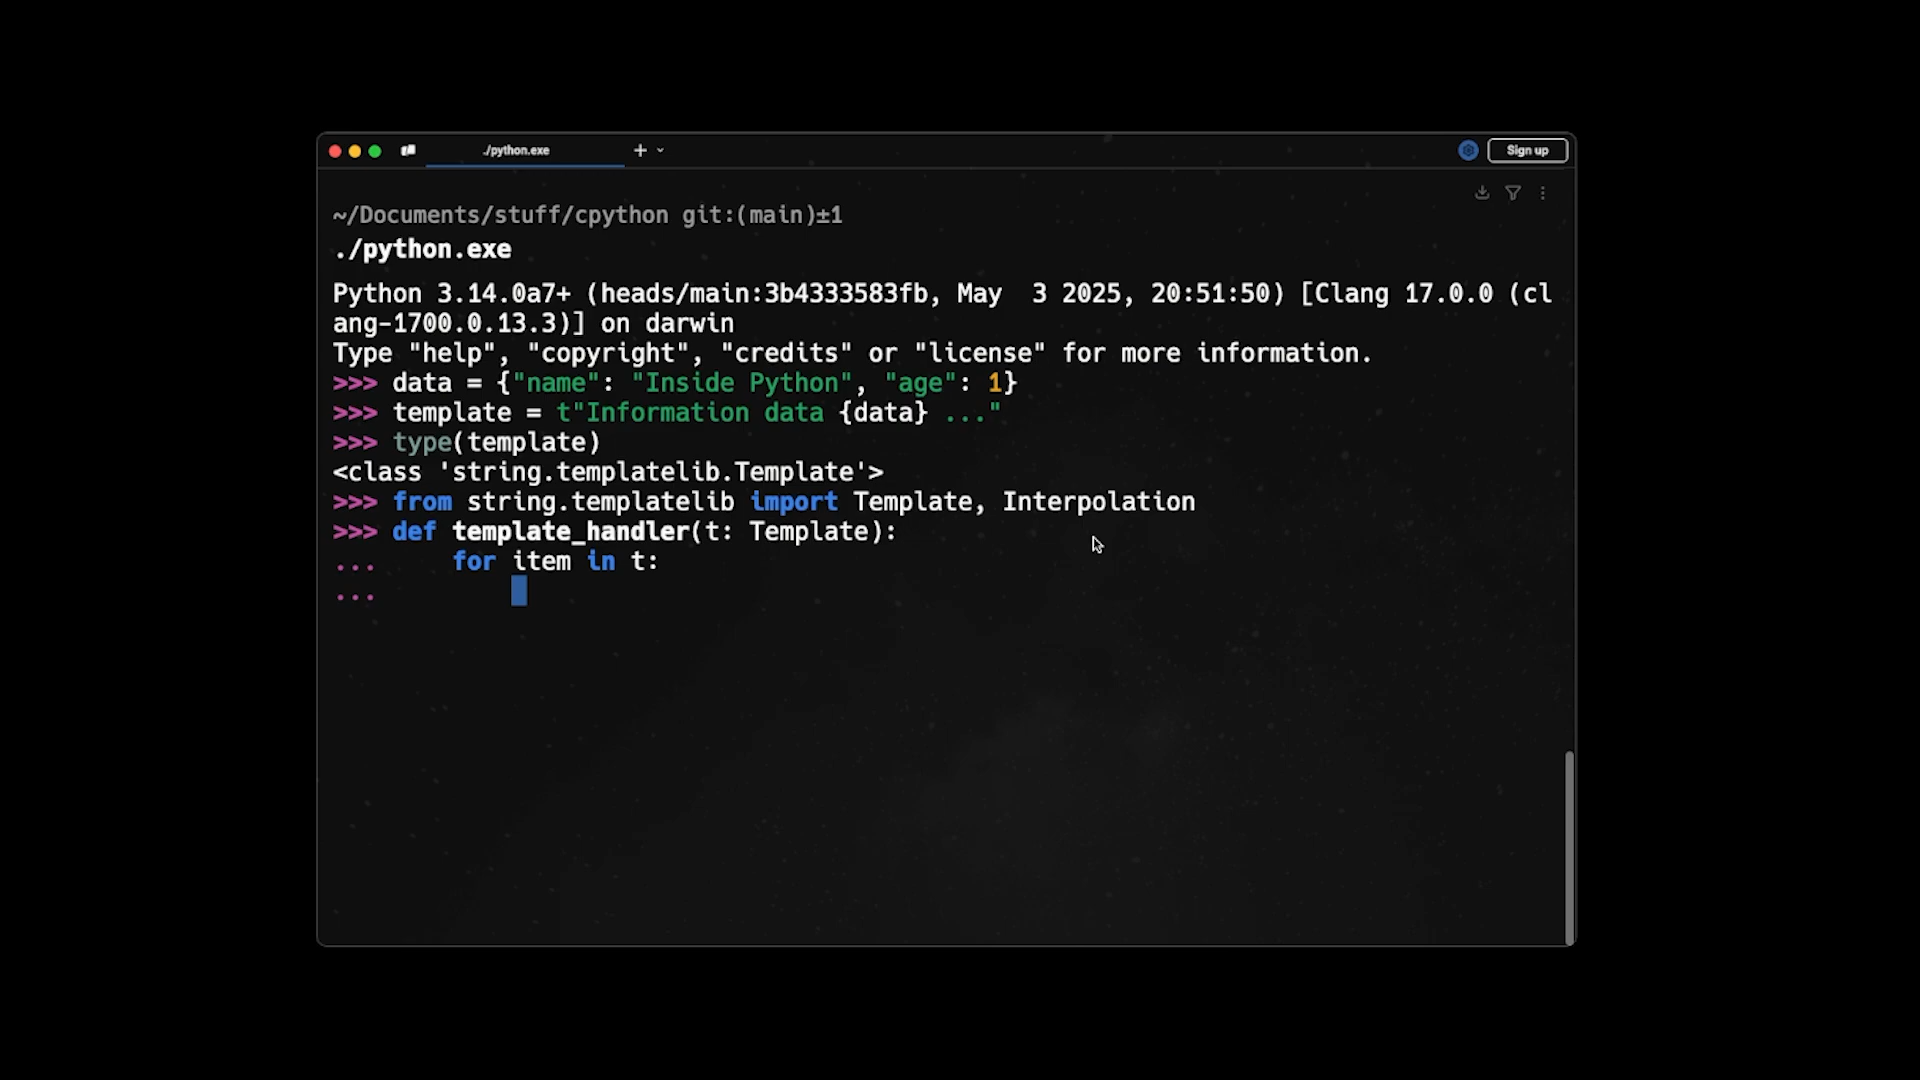 ./python.exe
Sign up
~/Documents/stuff/cpython git:(main)±1
./python.exe
Python 3.14.0a7+ (heads/main:3b4333583fb, May  3 2025, 20:51:50) [Clang 17.0.0 (cl
ang-1700.0.13.3)] on darwin
Type "help", "copyright", "credits" or "license" for more information.
>>> data = {"name": "Inside Python", "age": 1}
>>> template = t"Information data {data} ..."
>>> type(template)
<class 'string.templatelib.Template'>
>>> from string.templatelib import Template, Interpolation
>>> def template_handler(t: Template):
...     for item in t:
...